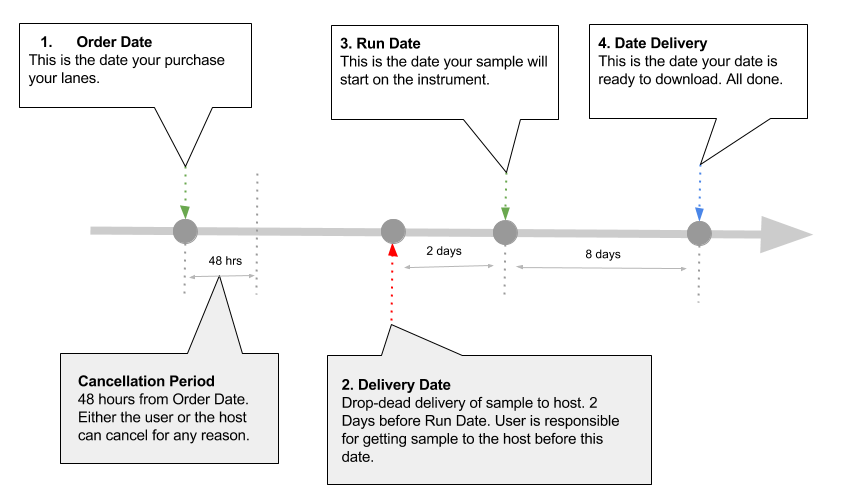 1. Order Date
This is the date your purchase
your lanes.
3. Run Date
This is the date your sample will
start on the instrument.
4. Date Delivery
This is the date your date is
ready to download. All done.
48 hrs
2 days
8 days
Cancellation Period
48 hours from Order Date.
Either the user or the host
can cancel for any reason.
2. Delivery Date
Drop-dead delivery of sample to host. 2
Days before Run Date. User is responsible
for getting sample to the host before this
date.